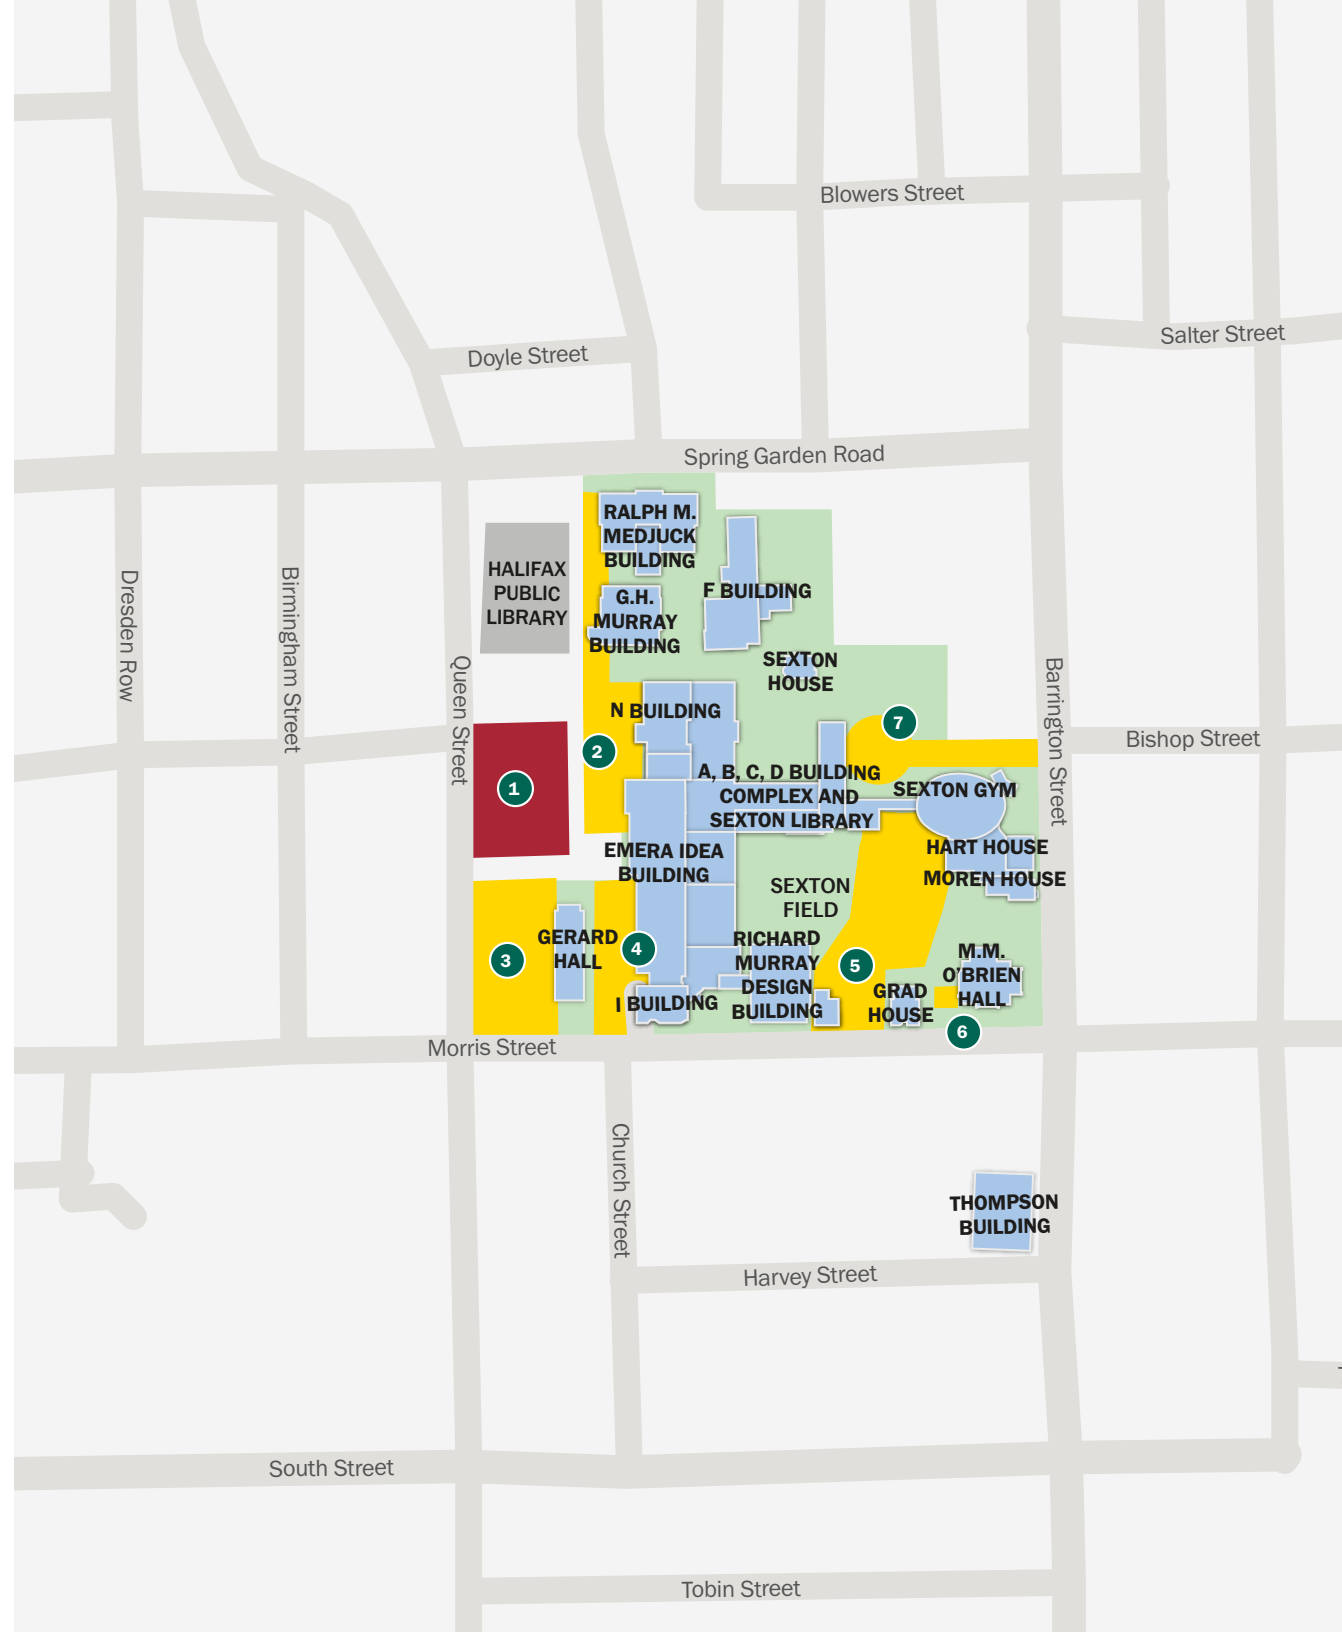 Blowers Street
Salter Street
Doyle Street
Spring Garden Road
RALPH M.
MEDJUCK
BUILDING
HALIFAX
PUBLIC
LIBRARY
G.H.
MURRAY
BUILDING
F BUILDING
Dresden Row
Birmingham Street
Queen Street
SEXTON
HOUSE
Barrington Street
N BUILDING
7
Bishop Street
2
1
A, B, C, D BUILDING
COMPLEX AND
SEXTON LIBRARY
SEXTON GYM
HART HOUSE
EMERA IDEA
BUILDING
MOREN HOUSE
SEXTON
FIELD
GERARD
HALL
3
4
RICHARD
MURRAY
DESIGN
BUILDING
5
M.M.
O'BRIEN
HALL
GRAD
HOUSE
I BUILDING
6
Morris Street
Church Street
THOMPSON
BUILDING
Harvey Street
South Street
Tobin Street